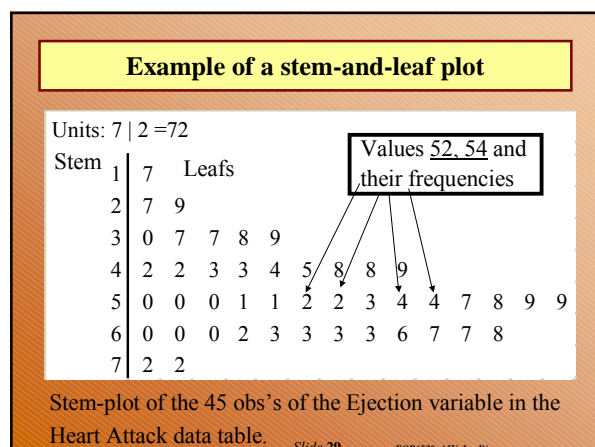 Example of a stem-and-leaf plot
Units: 7 | 2 =72
Values 52, 54 and
their frequencies
Stem Leafs
1 | 7
2 | 7 9
3 | 0 7 7 8 9
4 | 2 2 3 3 4 5 8 8 9
5 | 0 0 0 1 1 2 2 3 4 4 7 8 9 9
6 | 0 0 0 2 3 3 3 3 6 7 7 8
7 | 2 2
Stem-plot of the 45 obs's of the Ejection variable in the
Heart Attack data table.
Slide 29